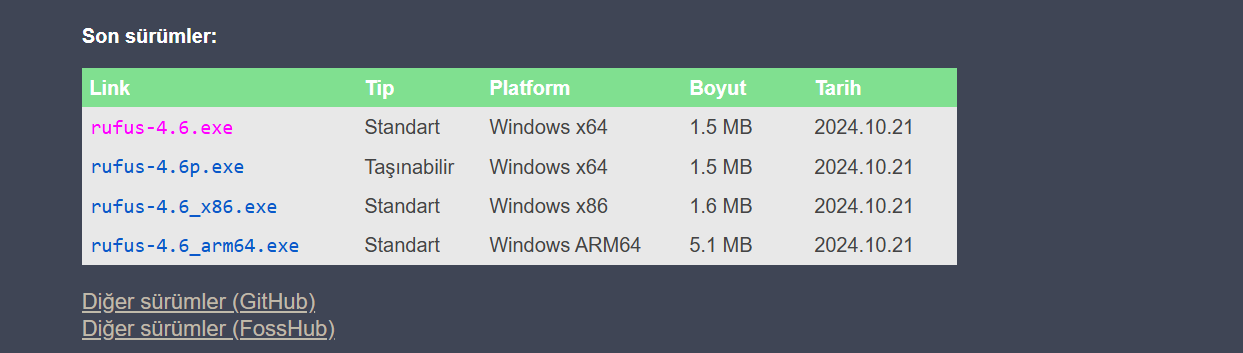 Son sürümler:
Link Tip Platform Boyut Tarih
rufus-4.6.exe Standart Windows x64 1.5 MB 2024.10.21
rufus-4.6p.exe Taşınabilir Windows x64 1.5 MB 2024.10.21
rufus-4.6_x86.exe Standart Windows x86 1.6 MB 2024.10.21
rufus-4.6_arm64.exe Standart Windows ARM64 5.1 MB 2024.10.21
Diğer sürümler (GitHub)
Diğer sürümler (FossHub)